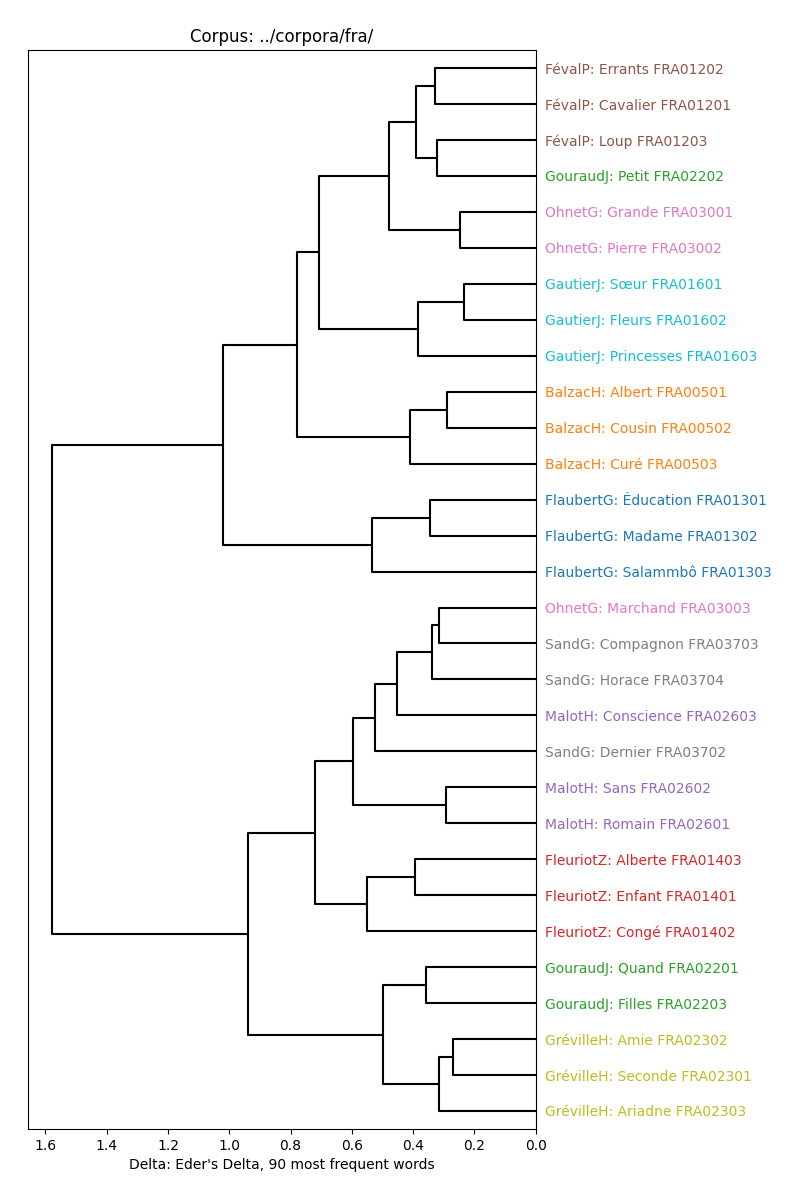 Corpus: ../corpora/fra/
FévalP: Errants FRA01202
FévalP: Cavalier FRA01201
FévalP: Loup FRA01203
GouraudJ: Petit FRA02202
OhnetG: Grande FRA03001
OhnetG: Pierre FRA03002
GautierJ: Sœur FRA01601
GautierJ: Fleurs FRA01602
GautierJ: Princesses FRA01603
BalzacH: Albert FRA00501
BalzacH: Cousin FRA00502
BalzacH: Curé FRA00503
FlaubertG: Éducation FRA01301
FlaubertG: Madame FRA01302
FlaubertG: Salammbô FRA01303
OhnetG: Marchand FRA03003
SandG: Compagnon FRA03703
SandG: Horace FRA03704
MalotH: Conscience FRA02603
SandG: Dernier FRA03702
MalotH: Sans FRA02602
MalotH: Romain FRA02601
FleuriotZ: Alberte FRA01403
FleuriotZ: Enfant FRA01401
FleuriotZ: Congé FRA01402
GouraudJ: Quand FRA02201
GouraudJ: Filles FRA02203
GrévilleH: Amie FRA02302
GrévilleH: Seconde FRA02301
GrévilleH: Ariadne FRA02303
1.6 1.4 1.2 1.0 0.8 0.6 0.4 0.2 0.0
Delta: Eder's Delta, 90 most frequent words